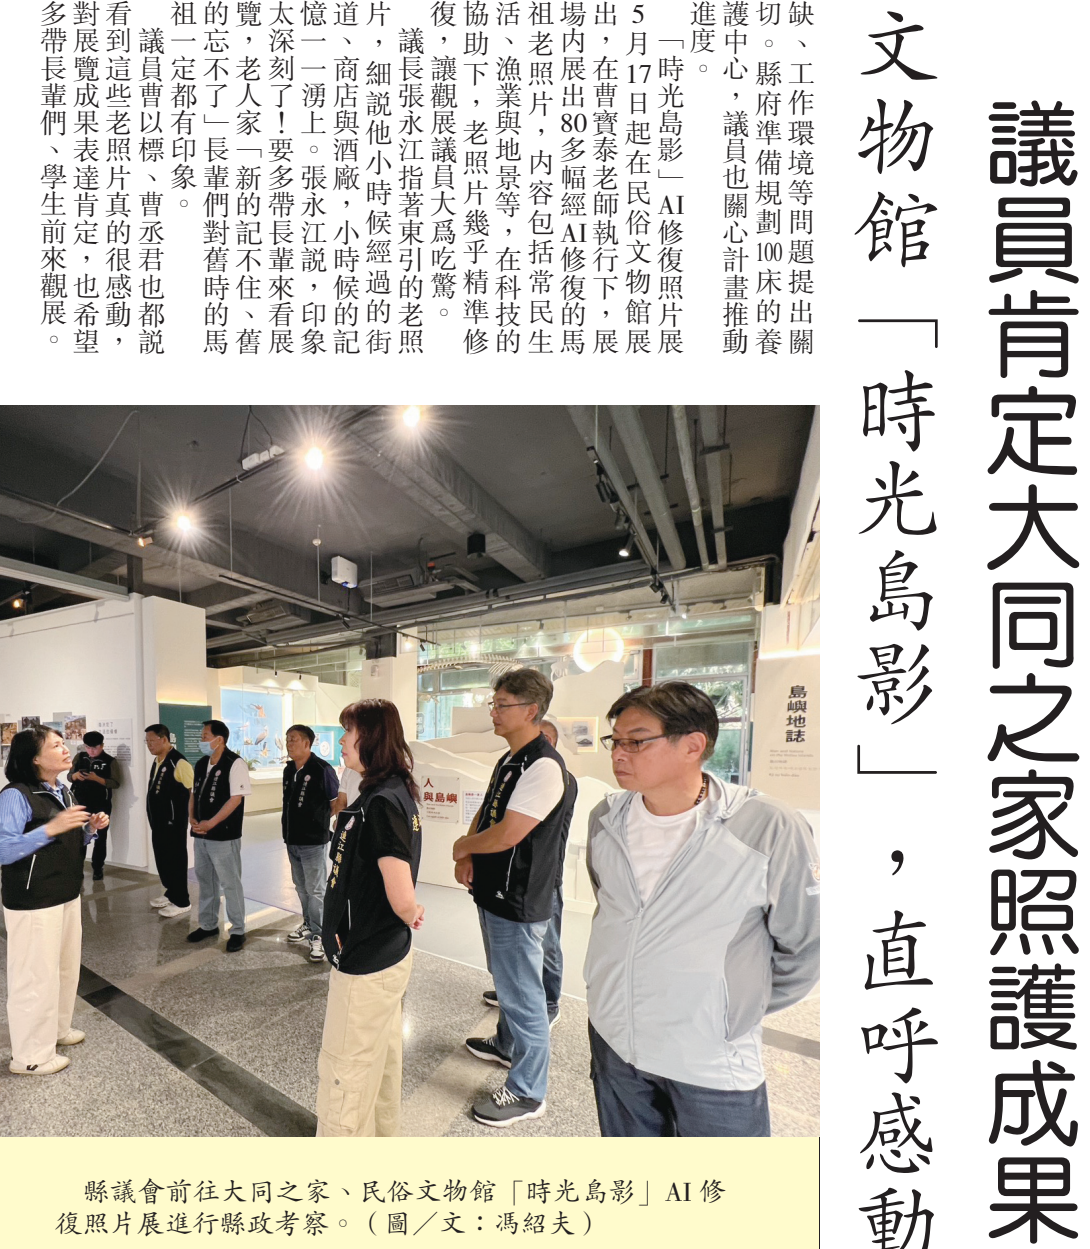 議員肯定大同之家照護成果
文物館「時光島影」，直呼感動
缺、工作環境等問題提出關
切。縣府準備規劃100床的養
護中心，議員也關心計畫推動
進度。
「時光島影」AI修復照片展
5月17日起在民俗文物館展
出，在曹寶泰老師執行下，展
場內展出80多幅經AI修復的馬
祖老照片，內容包括常民生
活、漁業與地景等，在科技的
協助下，老照片幾乎精準修
復，讓觀展議員大爲吃驚。
議長張永江指著東引的老照
片，細說他小時候經過的街
道、商店與酒廠，小時候的記
憶一一湧上。張永江說，印象
太深刻了！要多帶長輩來看展
覽，老人家「新的記不住、舊
的忘不了」長輩們對舊時的馬
祖一定都有印象。
議員曹以標、曹丞君也都說
看到這些老照片真的很感動，
對展覽成果表達肯定，也希望
多帶長輩們、學生前來觀展。
島嶼地誌
人
與島嶼
連江縣議會
縣議會前往大同之家、民俗文物館「時光島影」AI 修
復照片展進行縣政考察。（圖／文：馮紹夫）